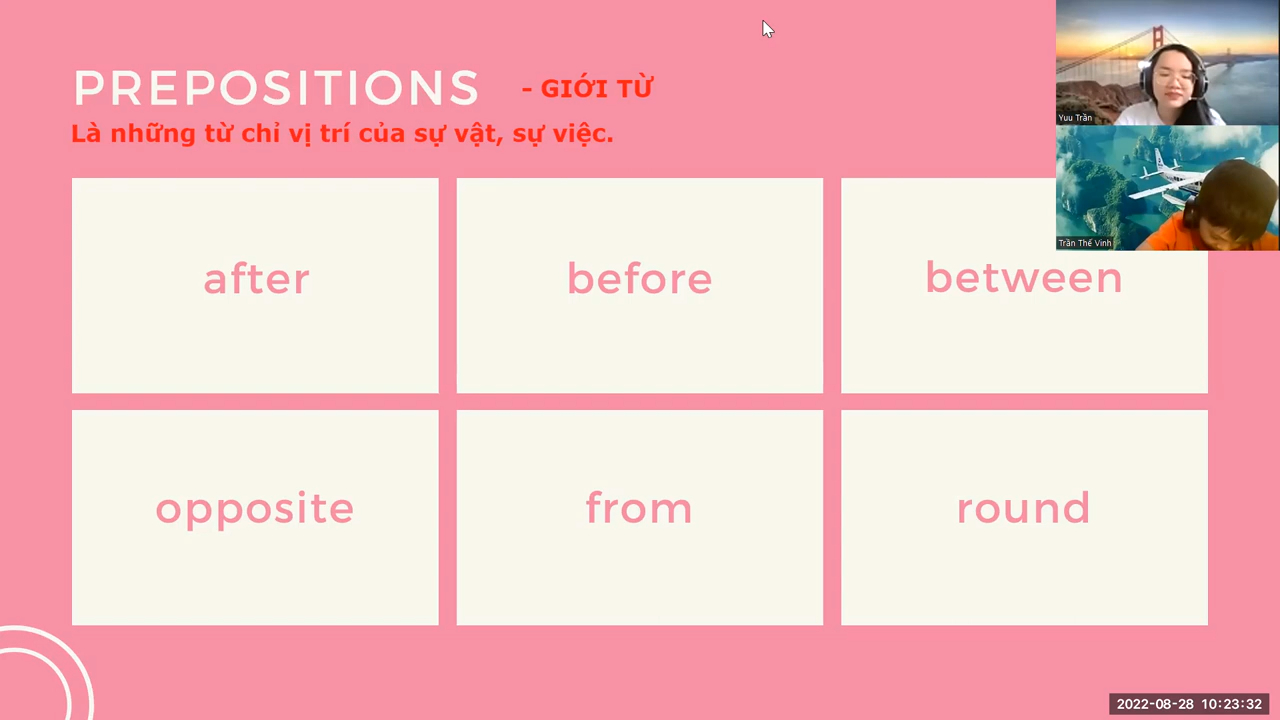 PREPOSITIONS - GIỚI TỪ
Là những từ chỉ vị trí của sự vật, sự việc.
Yuu Trần
Trần Thế Vinh
after
before
between
opposite
from
round
2022-08-28 10:23:32